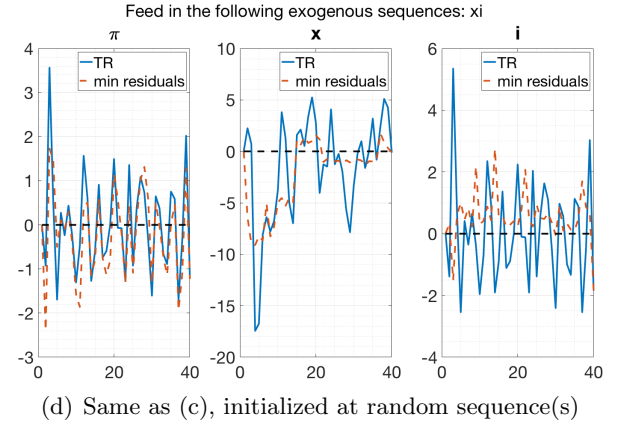 Feed in the following exogenous sequences: xi
π
x
i
4
3
2
1
0
-1
-2
-3
TR
min residuals
0
20
40
10
5
0
-5
-10
-15
-20
TR
min residuals
0
20
40
6
4
2
0
-2
-4
TR
min residuals
0
20
40
(d) Same as (c), initialized at random sequence(s)